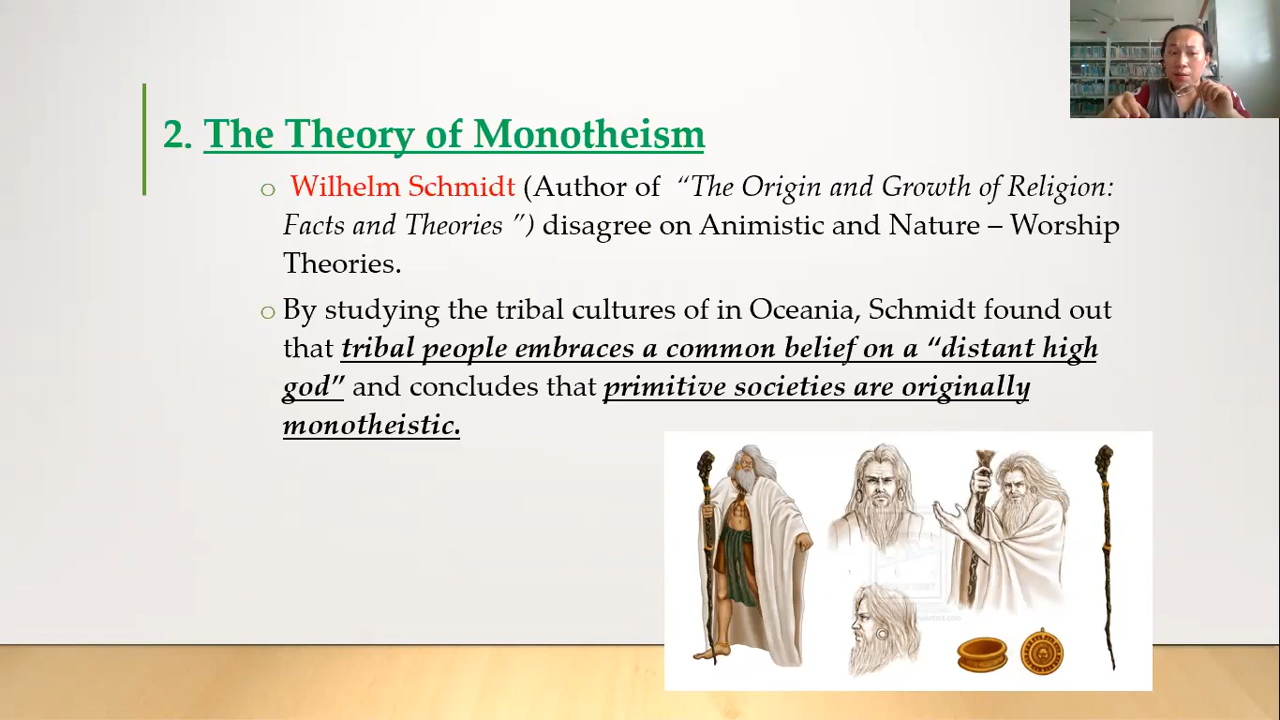 2. The Theory of Monotheism
Wilhelm Schmidt (Author of “The Origin and Growth of Religion:
Facts and Theories ”) disagree on Animistic and Nature – Worship
Theories.
By studying the tribal cultures of in Oceania, Schmidt found out
that tribal people embraces a common belief on a “distant high
god” and concludes that primitive societies are originally
monotheistic.